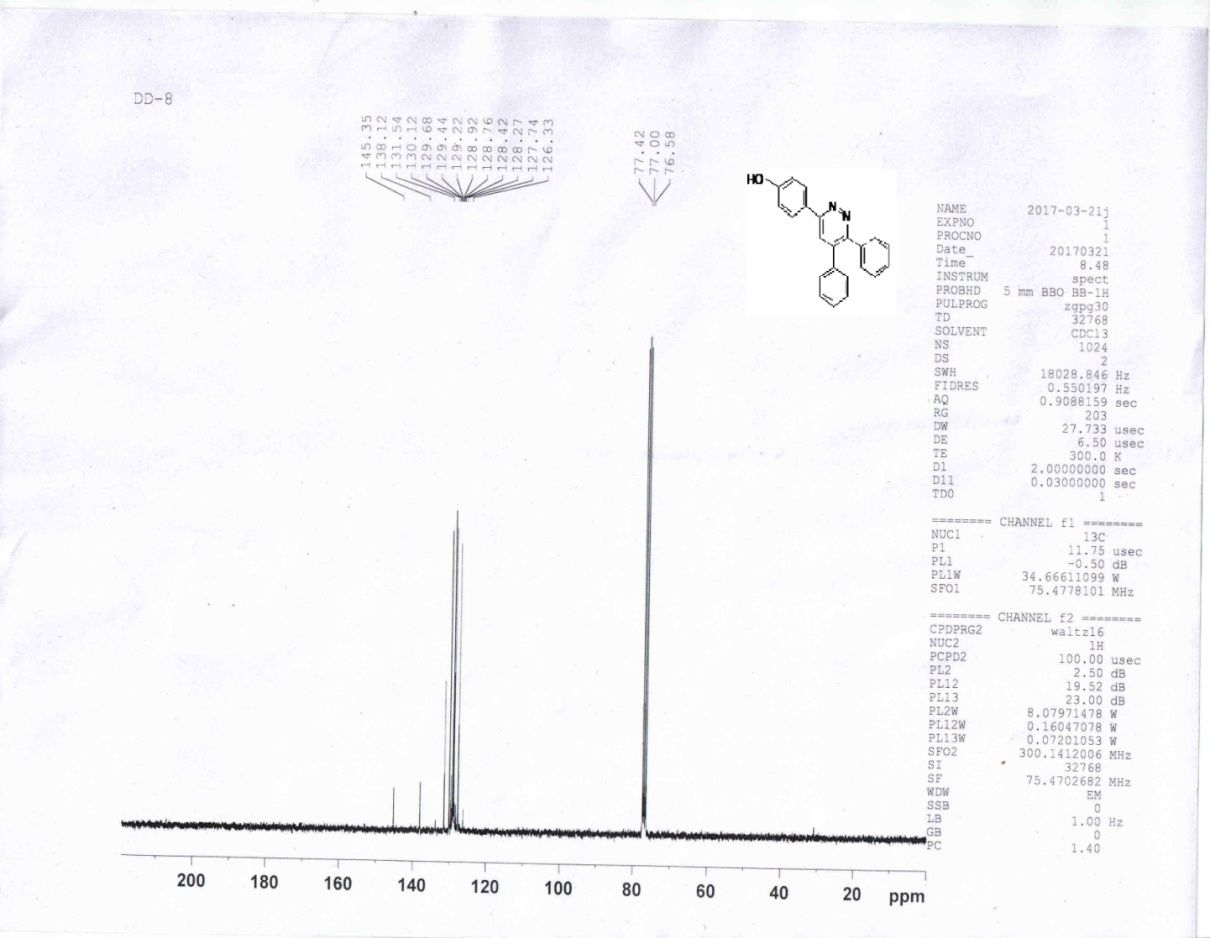 DD-8
145.35
138.12
131.54
130.12
129.68
129.44
129.22
128.92
128.76
128.42
128.27
127.74
126.33
77.42
77.00
76.58
HO
N
N
NAME 2017-03-21j
EXPNO 1
PROCNO 1
Date_ 20170321
Time 8.48
INSTRUM spect
PROBHD 5 mm BBO BB-1H
PULPROG zgpg30
TD 32768
SOLVENT CDCl3
NS 1024
DS 2
SWH 18028.846 Hz
FIDRES 0.550197 Hz
AQ 0.9088159 sec
RG 203
DW 27.733 usec
DE 6.50 usec
TE 300.0 K
D1 2.00000000 sec
D11 0.03000000 sec
TD0 1
======== CHANNEL f1 ========
NUC1 13C
P1 11.75 usec
PL1 -0.50 dB
PL1W 34.66611099 W
SFO1 75.4778101 MHz
======== CHANNEL f2 ========
CPDPRG2 waltz16
NUC2 1H
PCPD2 100.00 usec
PL2 2.50 dB
PL12 19.52 dB
PL13 23.00 dB
PL2W 8.07971478 W
PL12W 0.16047078 W
PL13W 0.07201053 W
SFO2 300.1412006 MHz
SI 32768
SF 75.4702682 MHz
WDW EM
SSB 0
LB 1.00 Hz
GB 0
PC 1.40
200 180 160 140 120 100 80 60 40 20 ppm